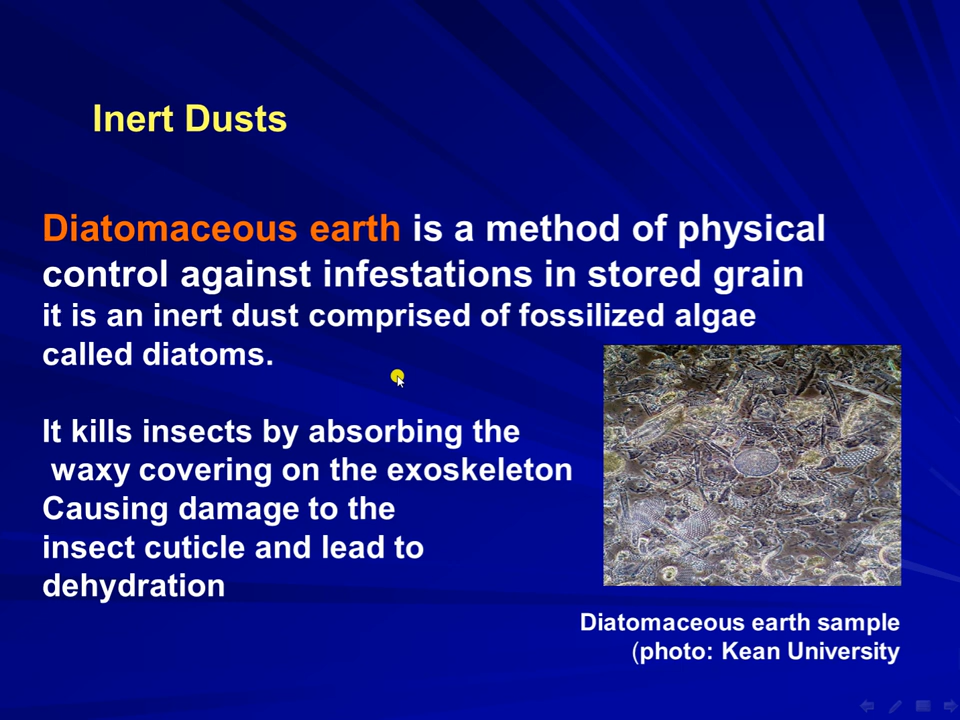 Inert Dusts
Diatomaceous earth is a method of physical
control against infestations in stored grain
it is an inert dust comprised of fossilized algae
called diatoms.
It kills insects by absorbing the
waxy covering on the exoskeleton
Causing damage to the
insect cuticle and lead to
dehydration
Diatomaceous earth sample
(photo: Kean University